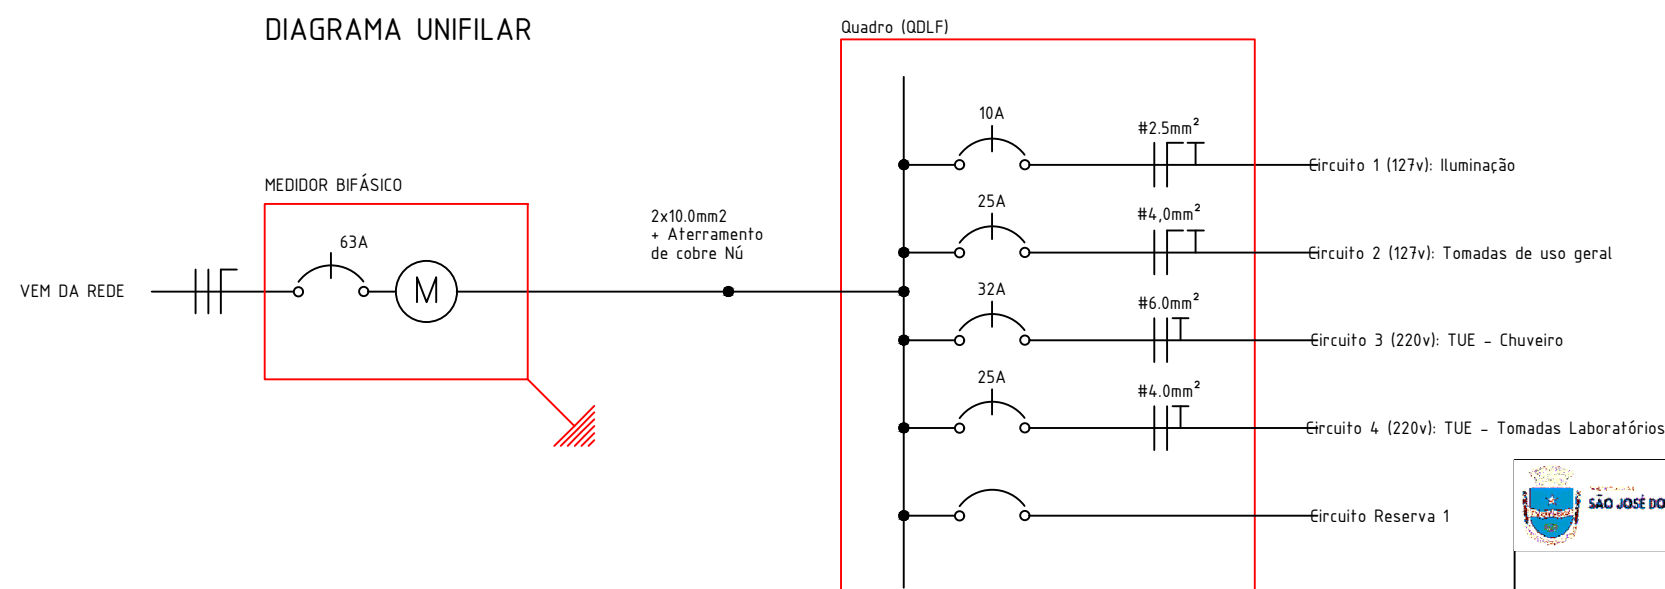 DIAGRAMA UNIFILAR
Quadro (QDLF)
10A
#2.5mm²
Circuito 1 (127v): Iluminação
MEDIDOR BIFÁSICO
63A
M
VEM DA REDE
2x10.0mm2
+ Aterramento
de cobre Nú
25A
#4,0mm²
Circuito 2 (127v): Tomadas de uso geral
32A
#6.0mm²
Circuito 3 (220v): TUE - Chuveiro
25A
#4.0mm²
Circuito 4 (220v): TUE - Tomadas Laboratórios
Circuito Reserva 1
SÃO JOSÉ DO